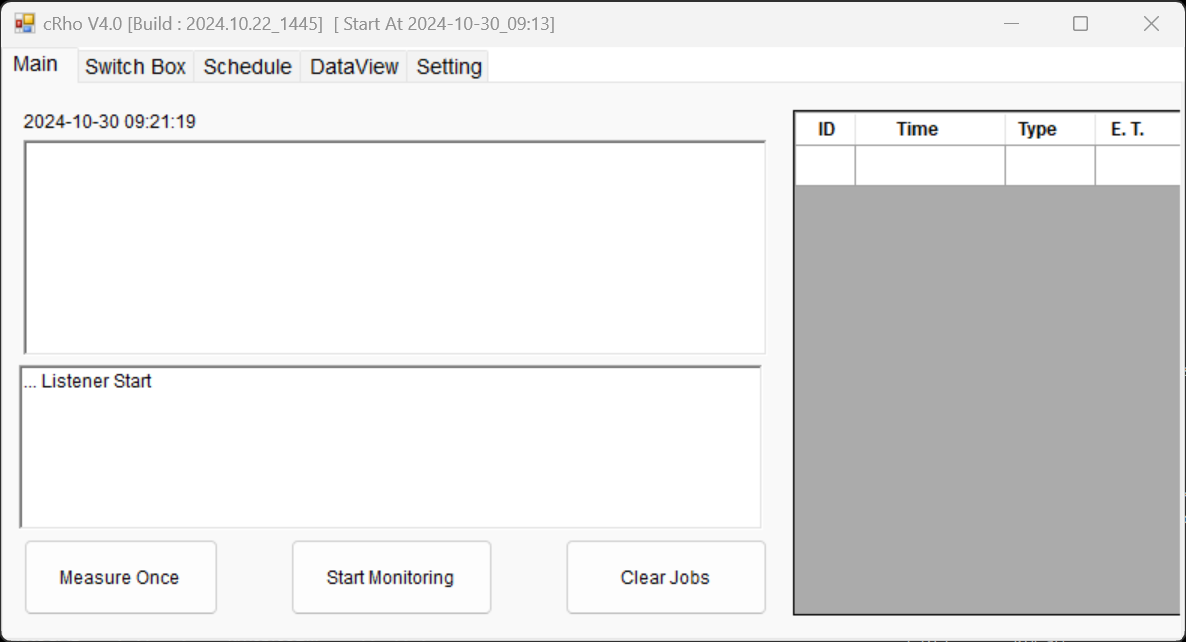 cRho V4.0 [Build : 2024.10.22_1445]  [ Start At 2024-10-30_09:13]
Main Switch Box Schedule DataView Setting
2024-10-30 09:21:19
ID Time Type E. T.
... Listener Start
Measure Once Start Monitoring Clear Jobs